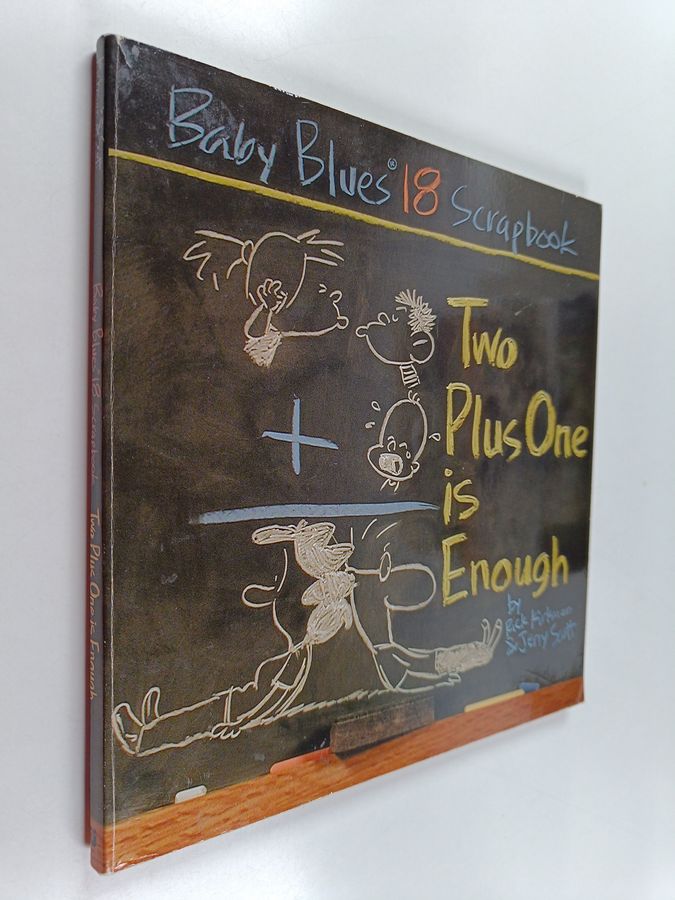 Baby Blues® 18 Scrapbook
Two
Plus One
is
Enough
by
Rick Kirkman
& Jerry Scott
Baby Blues 18 Scrapbook Two Plus One is Enough